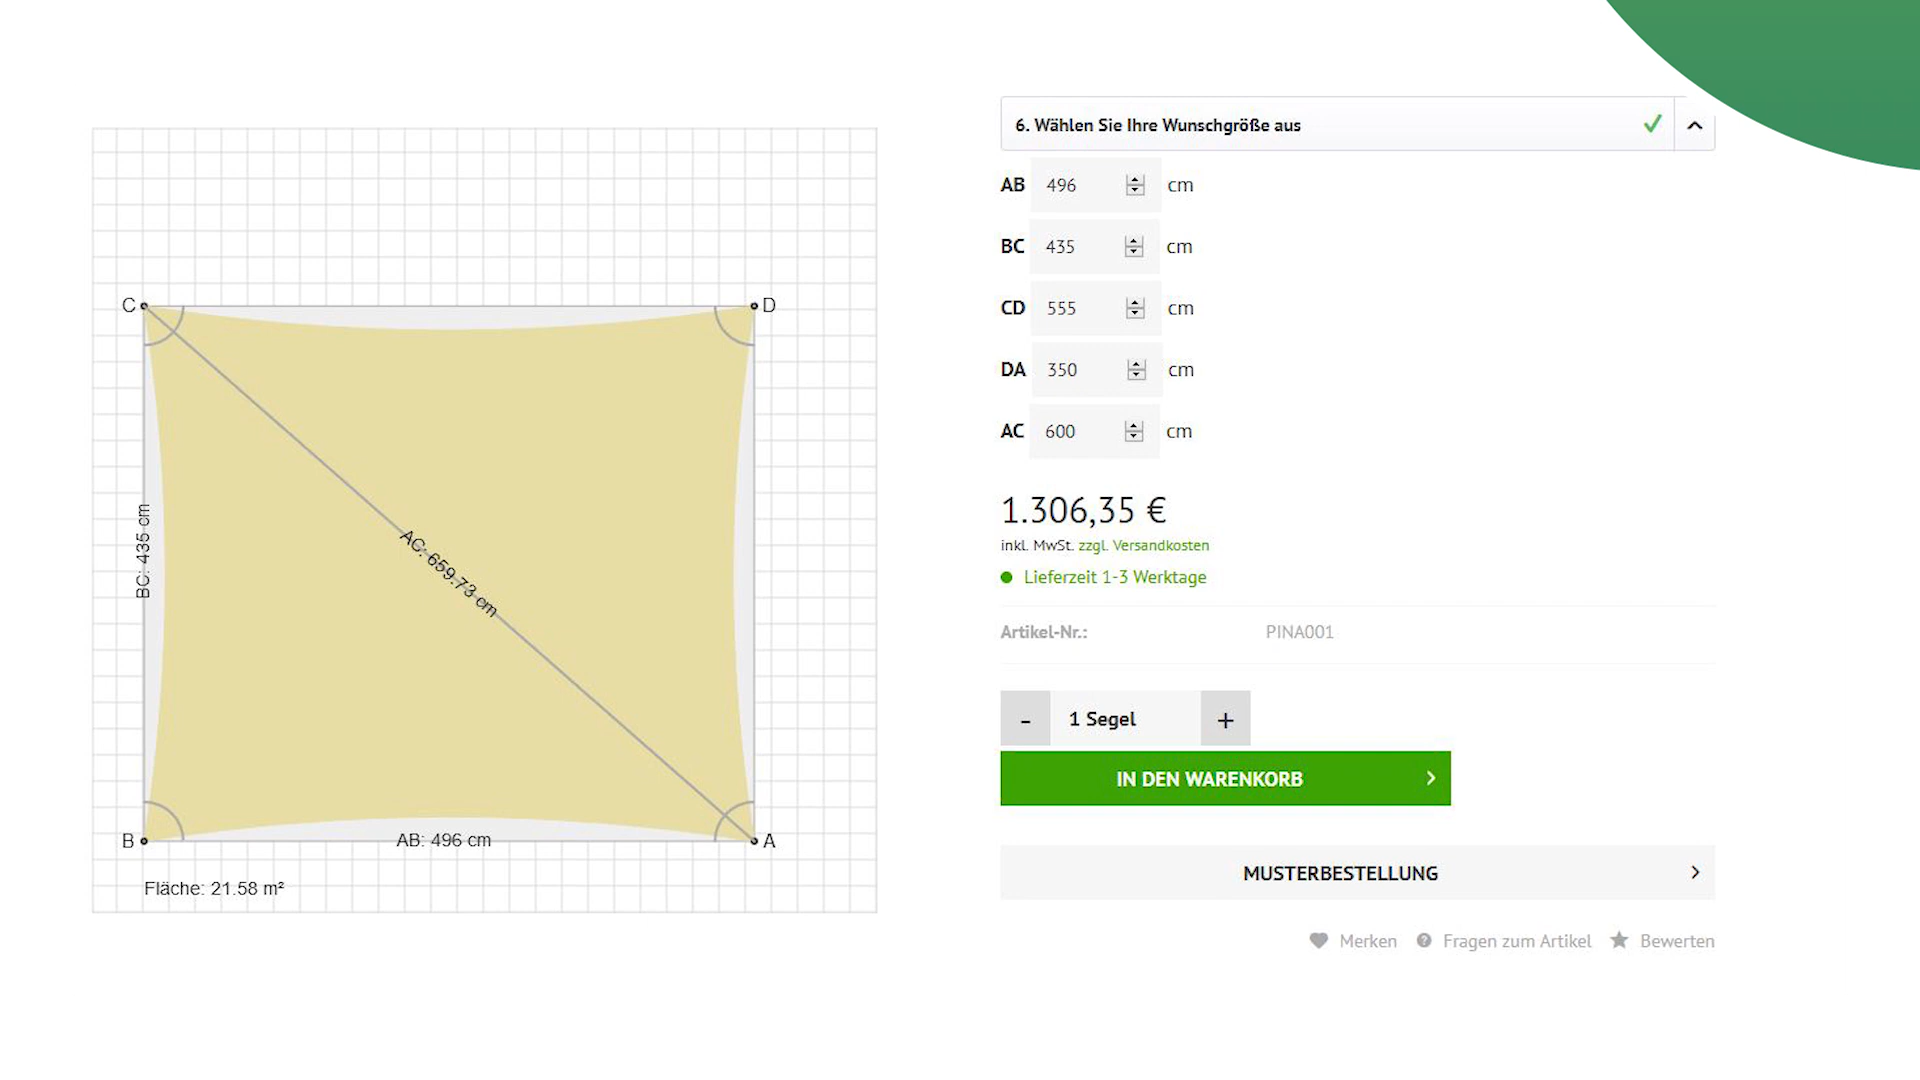 C
D
BC: 435 cm
AC: 659.73 cm
B
AB: 496 cm
A
Fläche: 21.58 m²
6. Wählen Sie Ihre Wunschgröße aus
AB 496 cm
BC 435 cm
CD 555 cm
DA 350 cm
AC 600 cm
1.306,35 €
inkl. MwSt. zzgl. Versandkosten
Lieferzeit 1-3 Werktage
Artikel-Nr.: PINA001
- 1 Segel +
IN DEN WARENKORB
MUSTERBESTELLUNG
Merken Fragen zum Artikel Bewerten